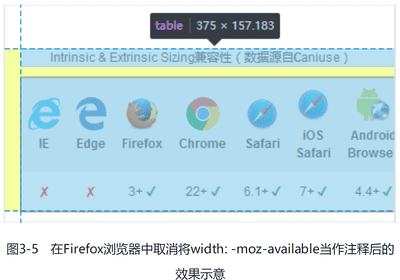 table 375 × 157.183
Intrinsic & Extrinsic Sizing兼容性（数据源自Caniuse）
IE Edge Firefox Chrome Safari iOS Safari Android Browse
✗ ✗ 3+ ✓ 22+ ✓ 6.1+ ✓ 7+ ✓ 4.4+ ✓
图3-5 在Firefox浏览器中取消将width: -moz-available当作注释后的
效果示意